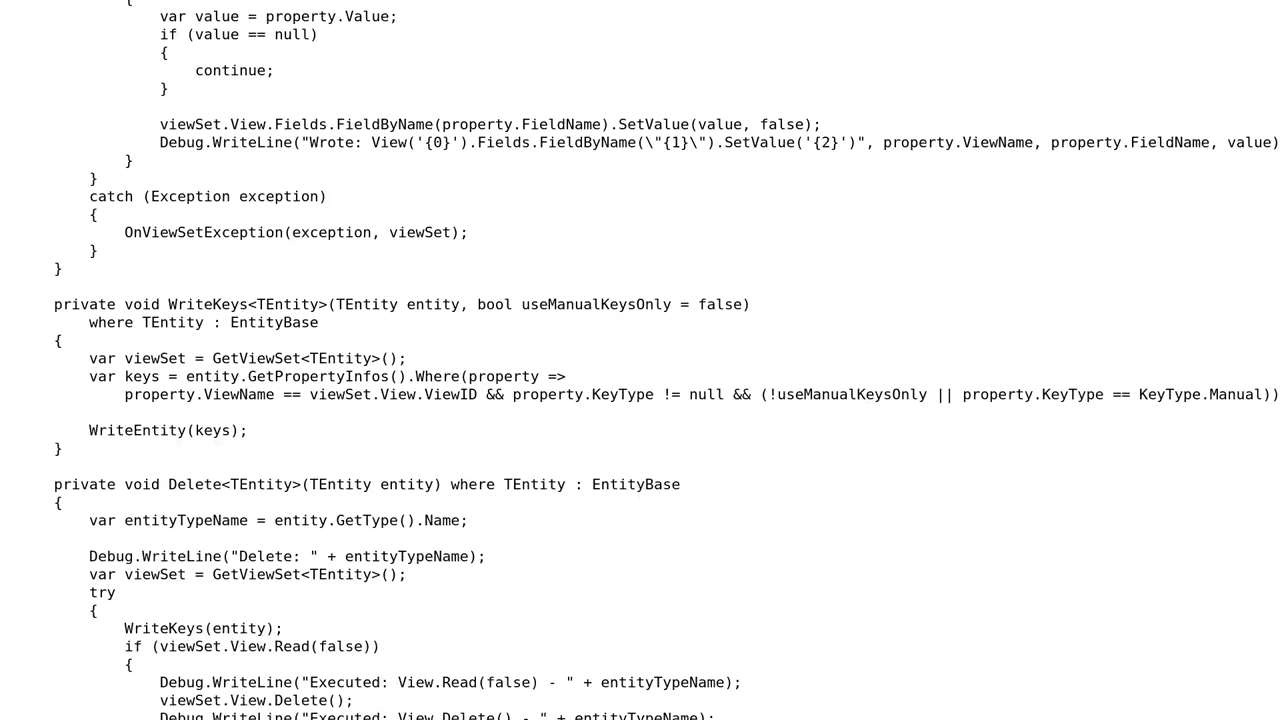 {
var value = property.Value;
if (value == null)
{
continue;
}
viewSet.View.Fields.FieldByName(property.FieldName).SetValue(value, false);
Debug.WriteLine("Wrote: View('{0}').Fields.FieldByName(\"{1}\").SetValue('{2}')", property.ViewName, property.FieldName, value)
}
}
catch (Exception exception)
{
OnViewSetException(exception, viewSet);
}
}
private void WriteKeys<TEntity>(TEntity entity, bool useManualKeysOnly = false)
where TEntity : EntityBase
{
var viewSet = GetViewSet<TEntity>();
var keys = entity.GetPropertyInfos().Where(property =>
property.ViewName == viewSet.View.ViewID && property.KeyType != null && (!useManualKeysOnly || property.KeyType == KeyType.Manual))
WriteEntity(keys);
}
private void Delete<TEntity>(TEntity entity) where TEntity : EntityBase
{
var entityTypeName = entity.GetType().Name;
Debug.WriteLine("Delete: " + entityTypeName);
var viewSet = GetViewSet<TEntity>();
try
{
WriteKeys(entity);
if (viewSet.View.Read(false))
{
Debug.WriteLine("Executed: View.Read(false) - " + entityTypeName);
viewSet.View.Delete();
Debug.WriteLine("Executed: View.Delete() - " + entityTypeName);